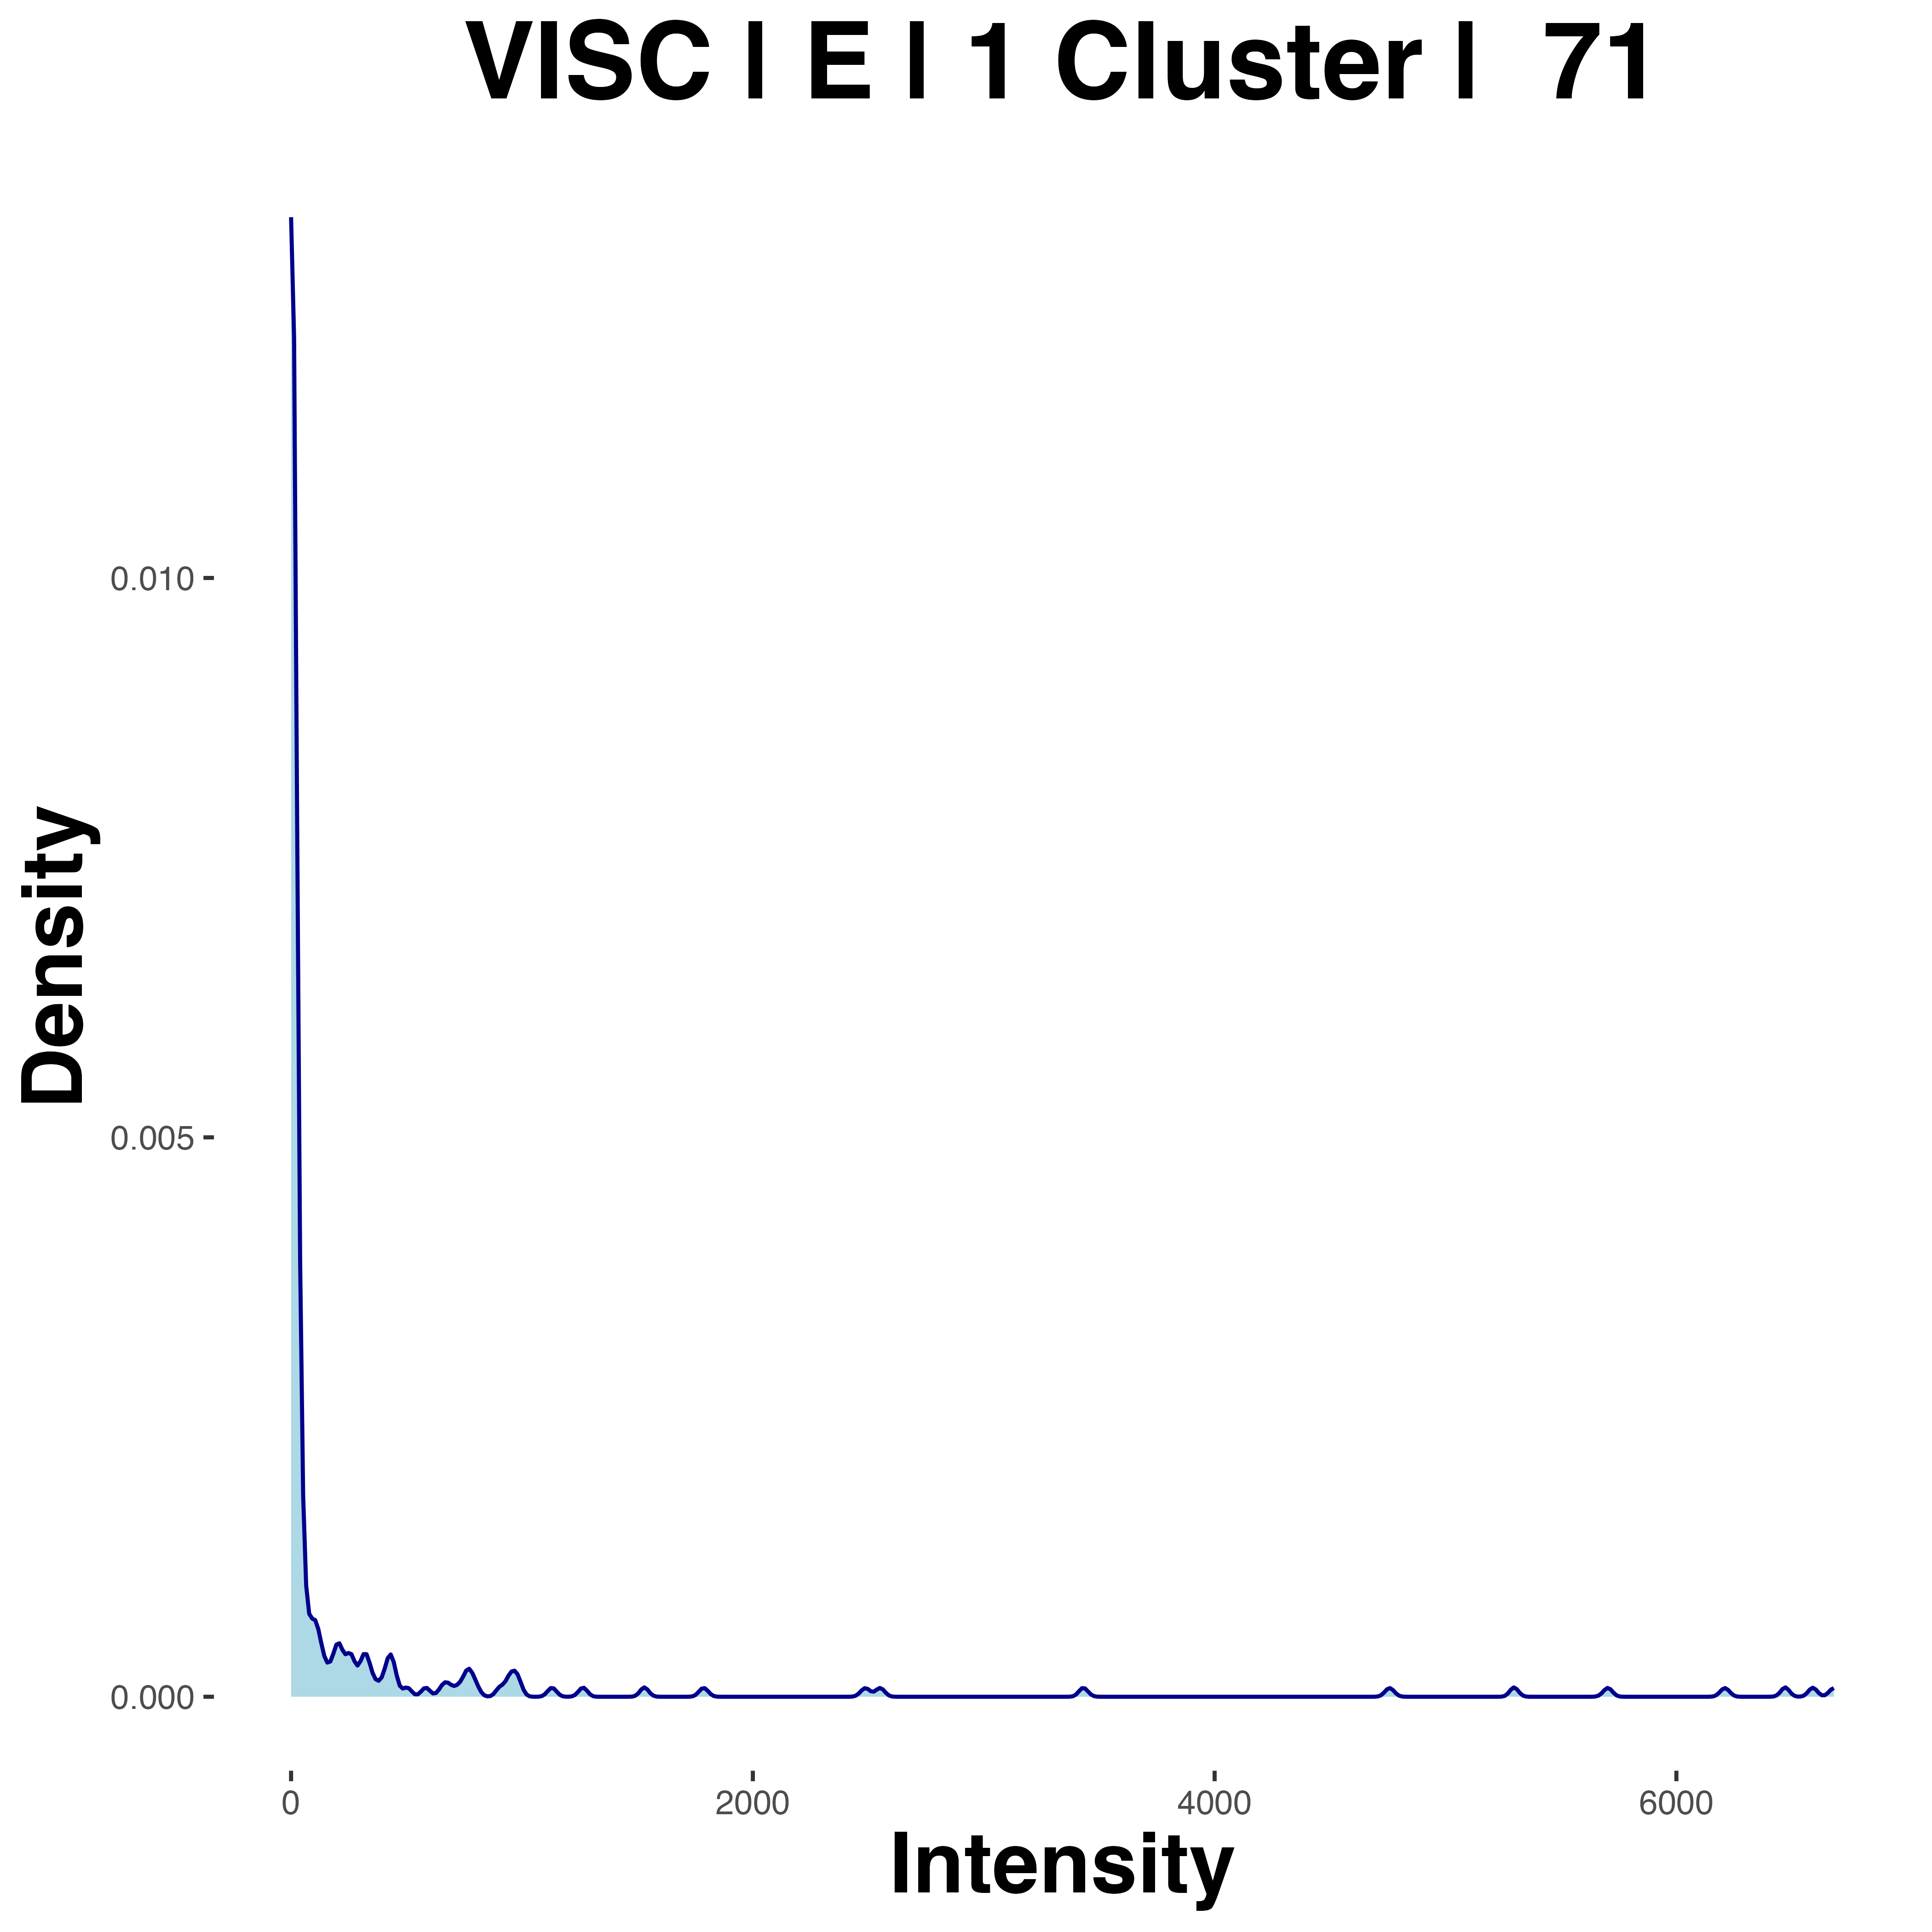 VISC | E | 1 Cluster |  71
Density
0.010
0.005
0.000
0 2000 4000 6000
Intensity